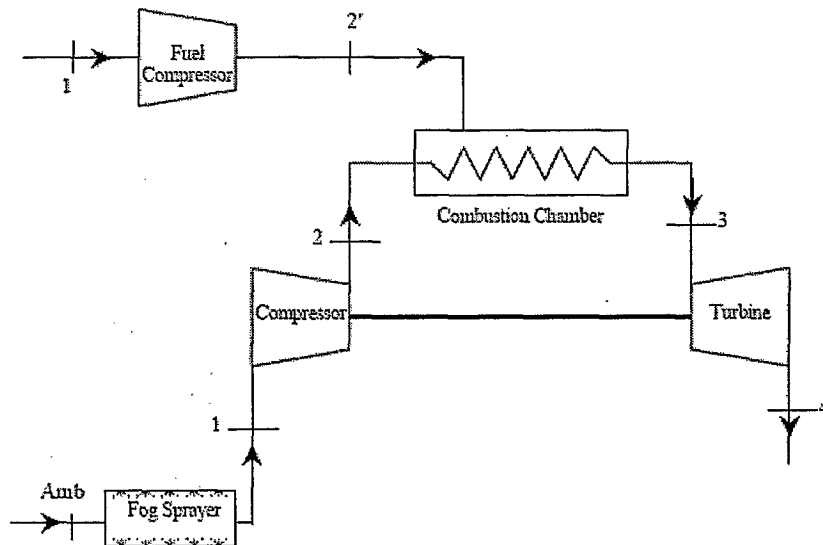 2'
Fuel
Compressor
1
Combustion Chamber
2
3
Compressor
Turbine
1
Amb
Fog Sprayer